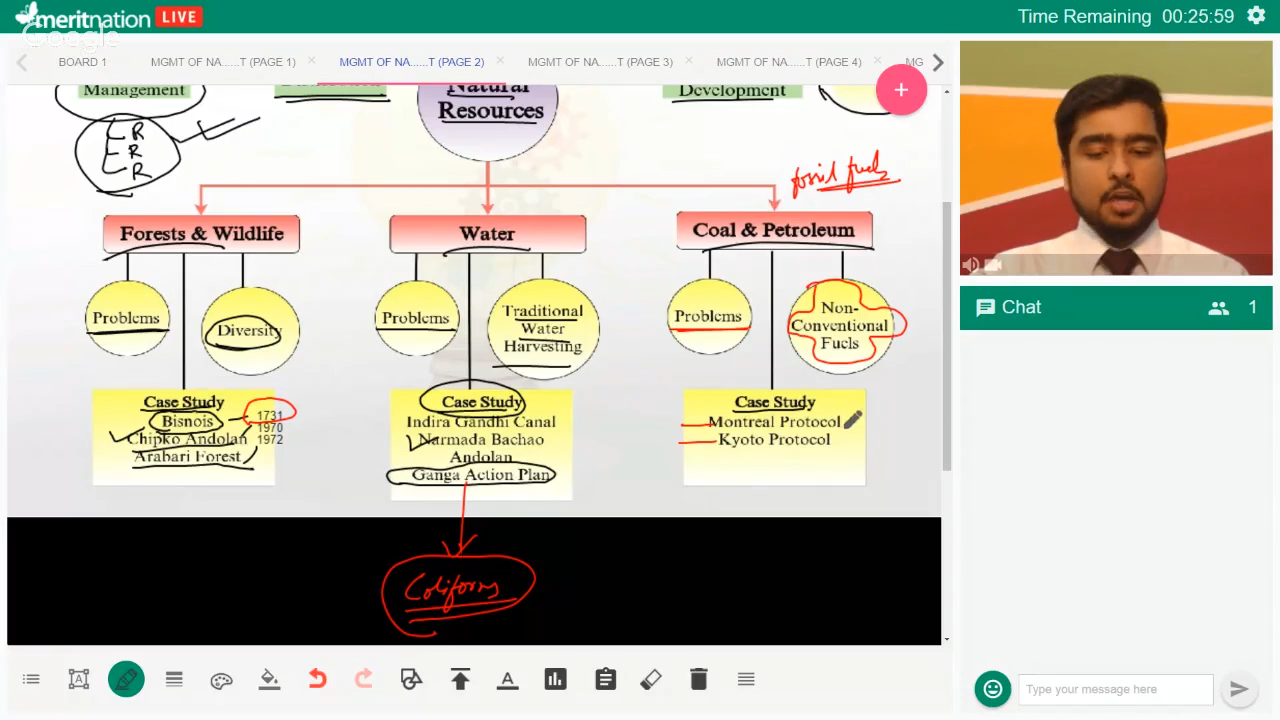 meritnation LIVE
Google
Time Remaining 00:25:59
BOARD 1
MGMT OF NA......T (PAGE 1)
MGMT OF NA......T (PAGE 2)
MGMT OF NA......T (PAGE 3)
MGMT OF NA......T (PAGE 4)
MG
Management
Natural
Resources
Development
R
R
R
fossil fuels
Forests & Wildlife
Water
Coal & Petroleum
Problems
Diversity
Problems
Traditional
Water
Harvesting
Problems
Non-
Conventional
Fuels
Case Study
Bisnois 1731
1970
Chipko Andolan 1972
Arabari Forest
Case Study
Indira Gandhi Canal
Narmada Bachao
Andolan
Ganga Action Plan
Case Study
Montreal Protocol
Kyoto Protocol
Coliforms
Chat
1
Type your message here